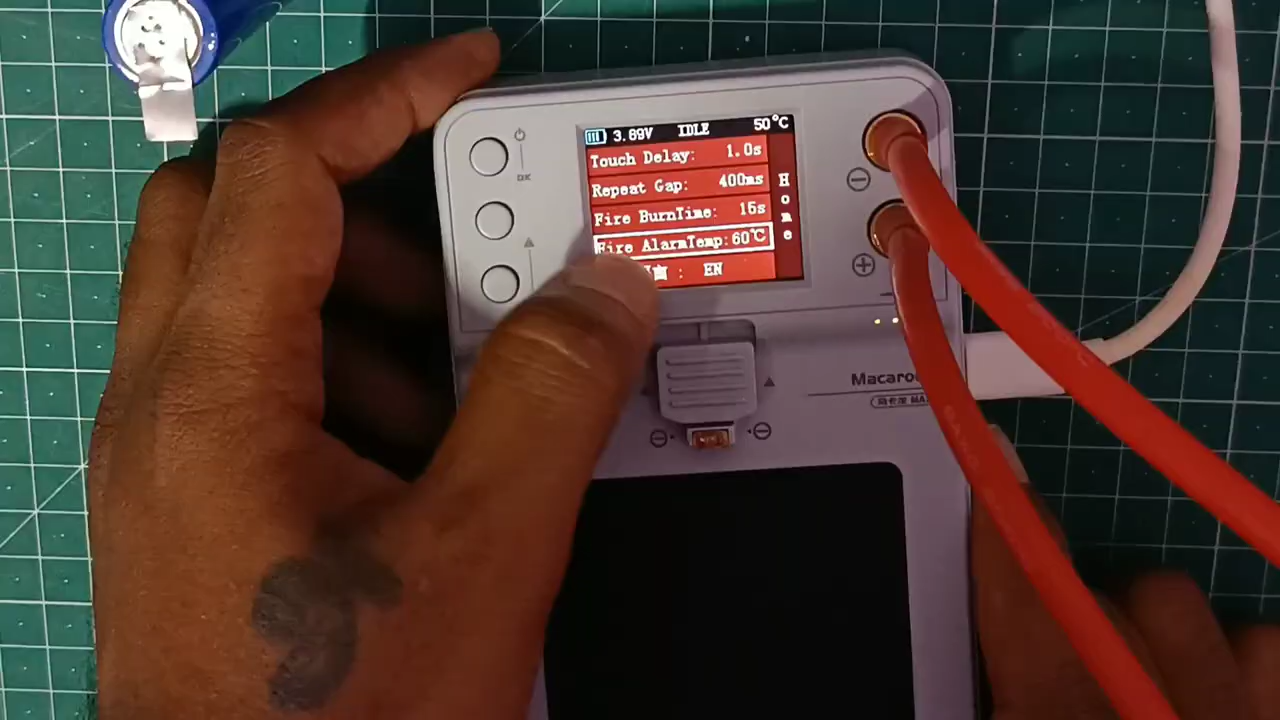 3.69V IDLE 50°C
Touch Delay: 1.0s
Repeat Gap: 400ms
Fire BurnTime: 15s
Fire AlarmTemp: 60℃
: EN
Home
OK